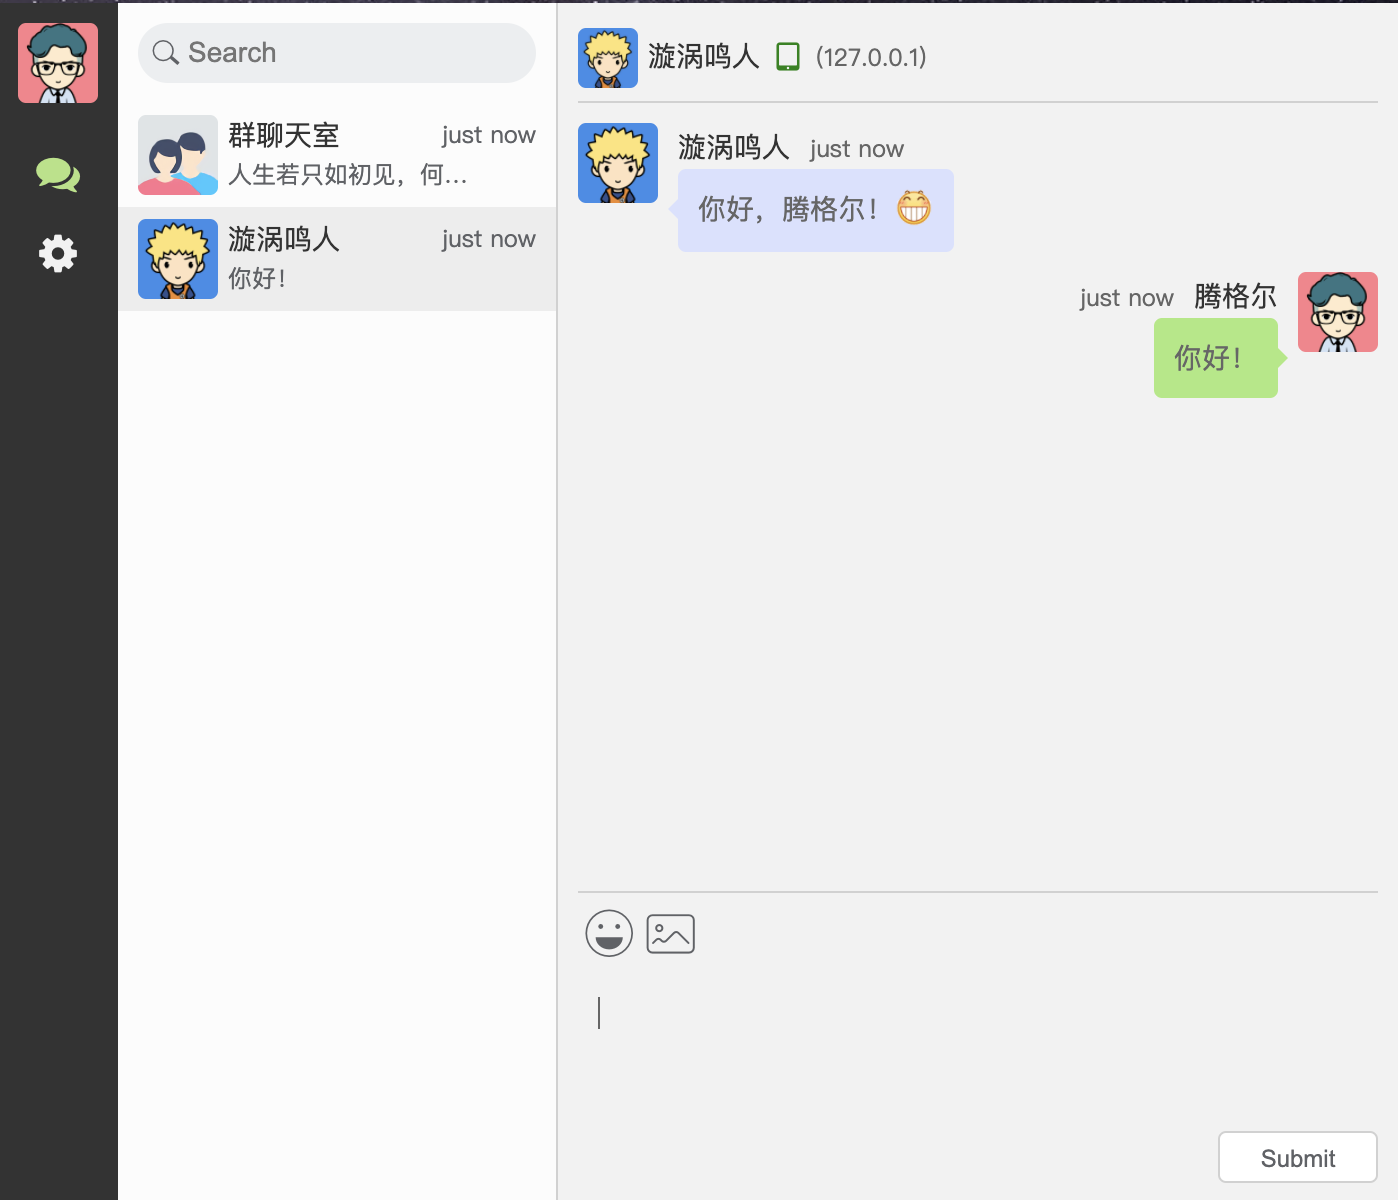 Search
群聊天室 just now
人生若只如初见，何...
漩涡鸣人 just now
你好！
漩涡鸣人 (127.0.0.1)
漩涡鸣人 just now
你好，腾格尔！😁
just now 腾格尔
你好！
Submit